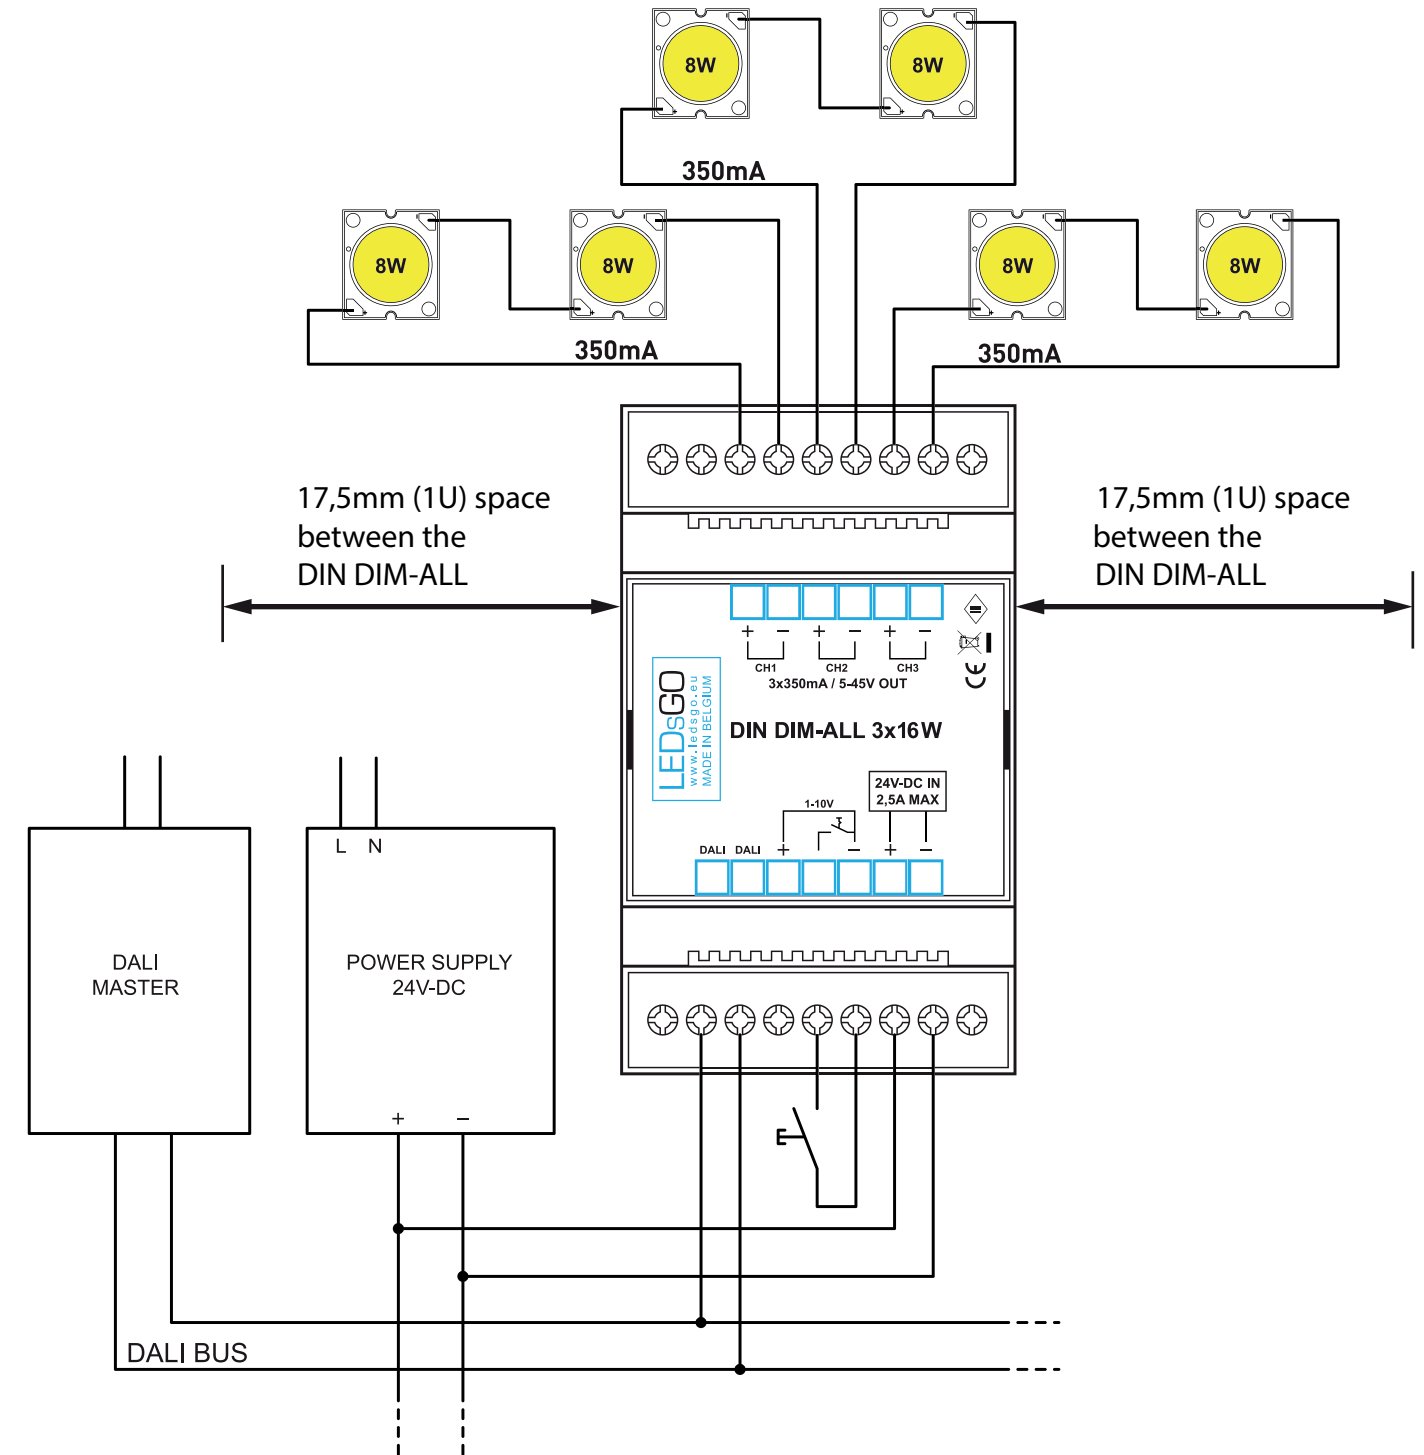 8W
8W
350mA
8W
8W
8W
8W
350mA
350mA
17,5mm (1U) space
between the
DIN DIM-ALL
17,5mm (1U) space
between the
DIN DIM-ALL
+ − + − + −
CH1 CH2 CH3
3x350mA / 5-45V OUT
LEDsGO
www.ledsgo.eu
MADE IN BELGIUM
CE
DIN DIM-ALL 3x16W
24V-DC IN
2,5A MAX
1-10V
DALI DALI + − + −
L N
DALI
MASTER
POWER SUPPLY
24V-DC
+ −
DALI BUS